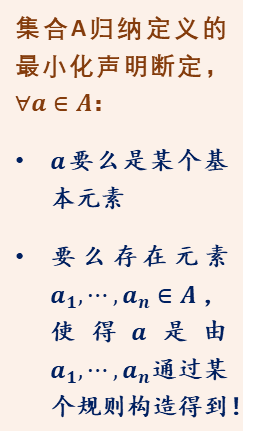 集合A归纳定义的
最小化声明断定，
∀a ∈ A:
• a要么是某个基
本元素
• 要么存在元素
a₁,⋯,aₙ ∈ A，
使得a是由
a₁,⋯,aₙ通过某
个规则构造得到！